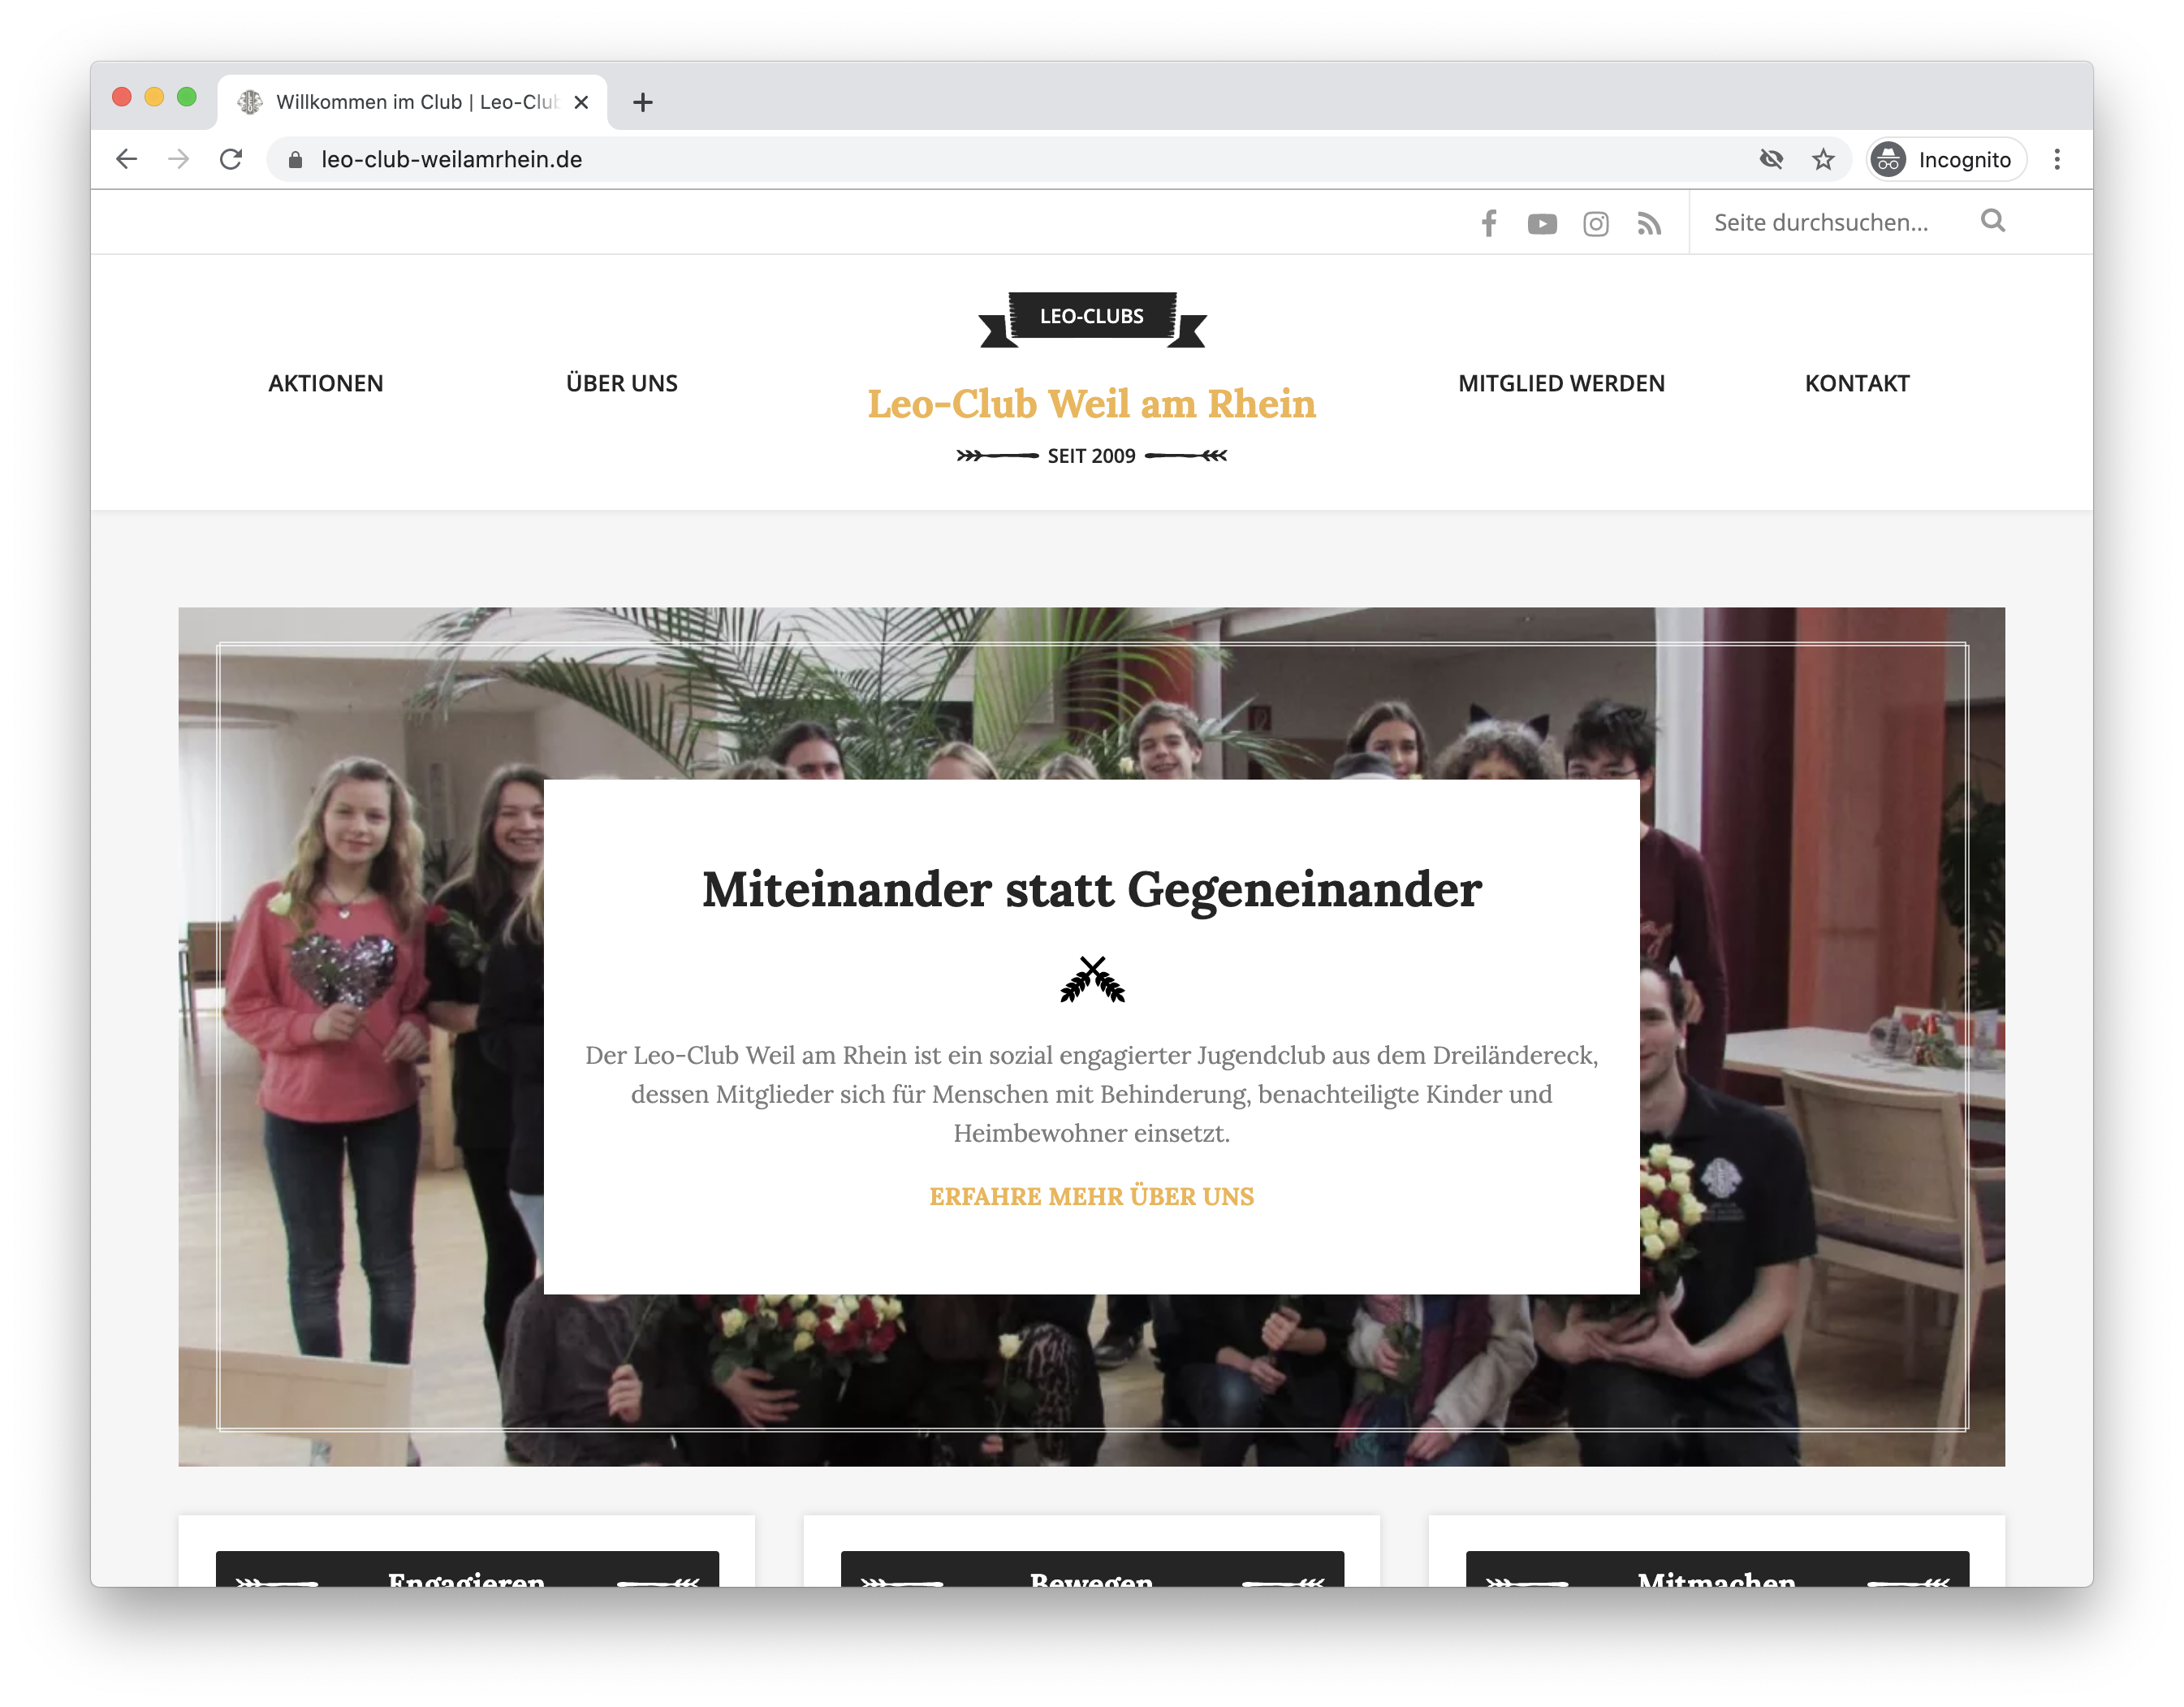 Willkommen im Club | Leo-Club
leo-club-weilamrhein.de
Incognito
Seite durchsuchen...
LEO-CLUBS
AKTIONEN
ÜBER UNS
Leo-Club Weil am Rhein
MITGLIED WERDEN
KONTAKT
SEIT 2009
Miteinander statt Gegeneinander
Der Leo-Club Weil am Rhein ist ein sozial engagierter Jugendclub aus dem Dreiländereck,
dessen Mitglieder sich für Menschen mit Behinderung, benachteiligte Kinder und
Heimbewohner einsetzt.
ERFAHRE MEHR ÜBER UNS
Engagieren
Bewegen
Mitmachen